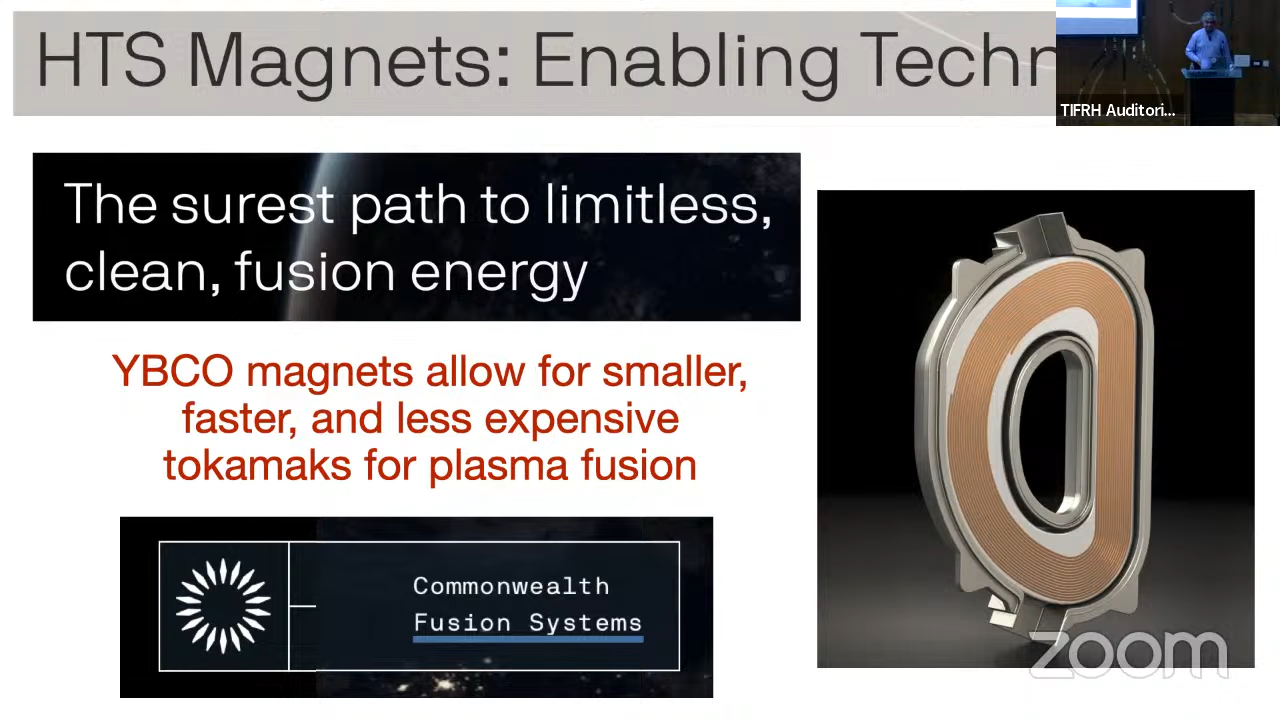 HTS Magnets: Enabling Techn
TIFRH Auditori...
The surest path to limitless,
clean, fusion energy
YBCO magnets allow for smaller,
faster, and less expensive
tokamaks for plasma fusion
Commonwealth
Fusion Systems
zoom